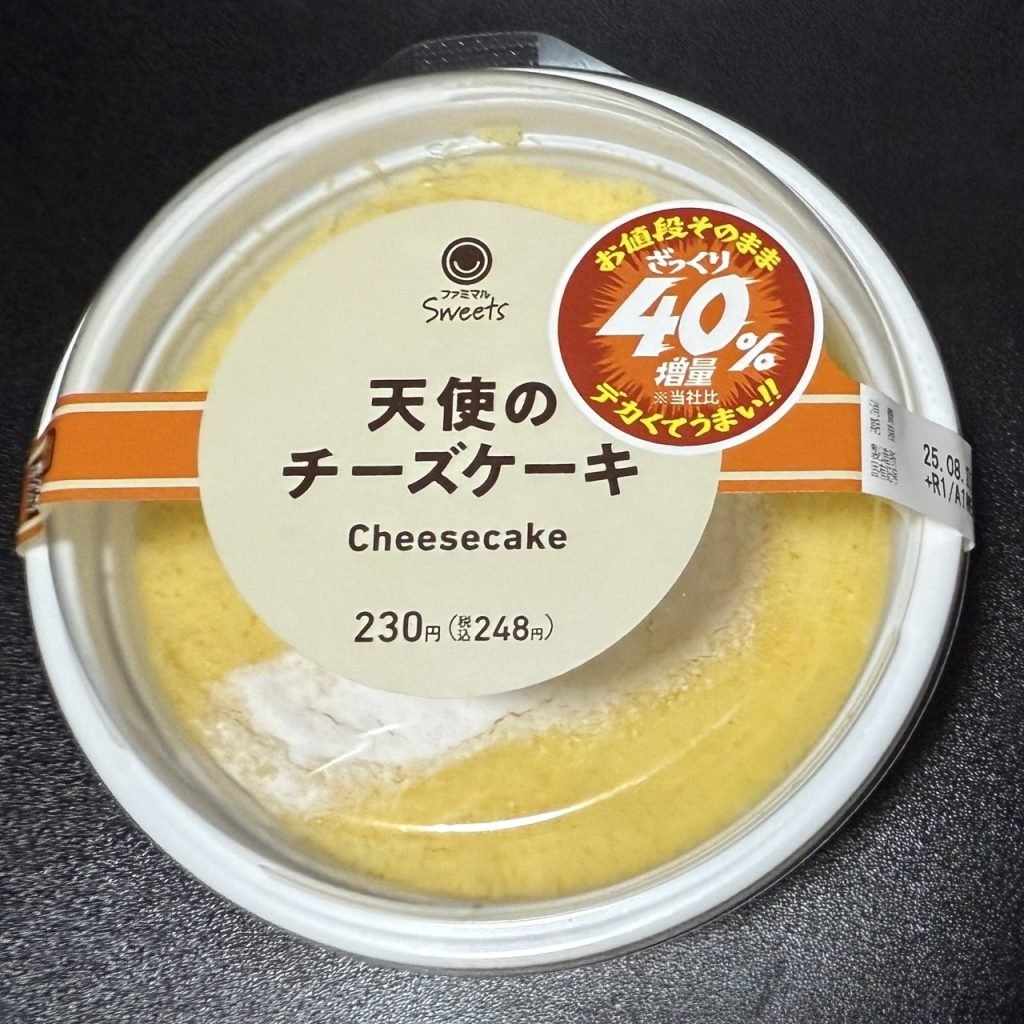 お値段そのまま
ざっくり
40%
増量
※当社比
デカくてうまい!!
ファミマル
Sweets
天使の
チーズケーキ
Cheesecake
230円(税込248円)
25.08.
+R1/A1